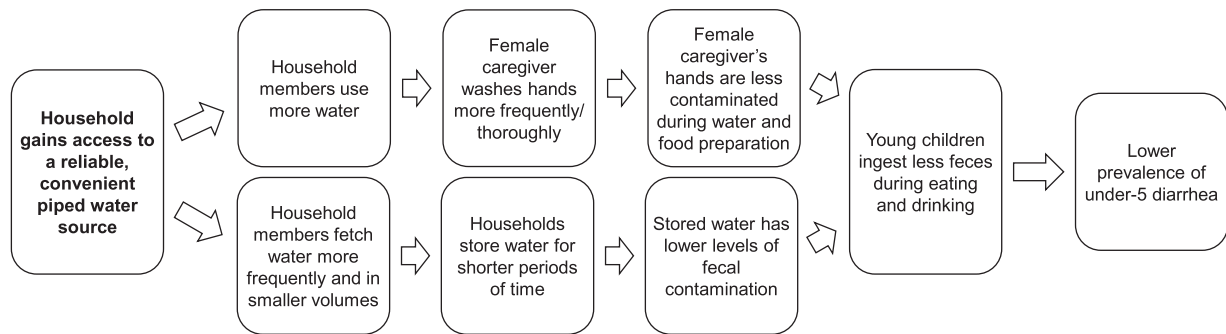 Household
gains access to
a reliable,
convenient
piped water
source
Household
members use
more water
Female
caregiver
washes hands
more frequently/
thoroughly
Female
caregiver’s
hands are less
contaminated
during water and
food preparation
Household
members fetch
water more
frequently and in
smaller volumes
Households
store water for
shorter periods
of time
Stored water has
lower levels of
fecal
contamination
Young children
ingest less feces
during eating
and drinking
Lower
prevalence of
under-5 diarrhea